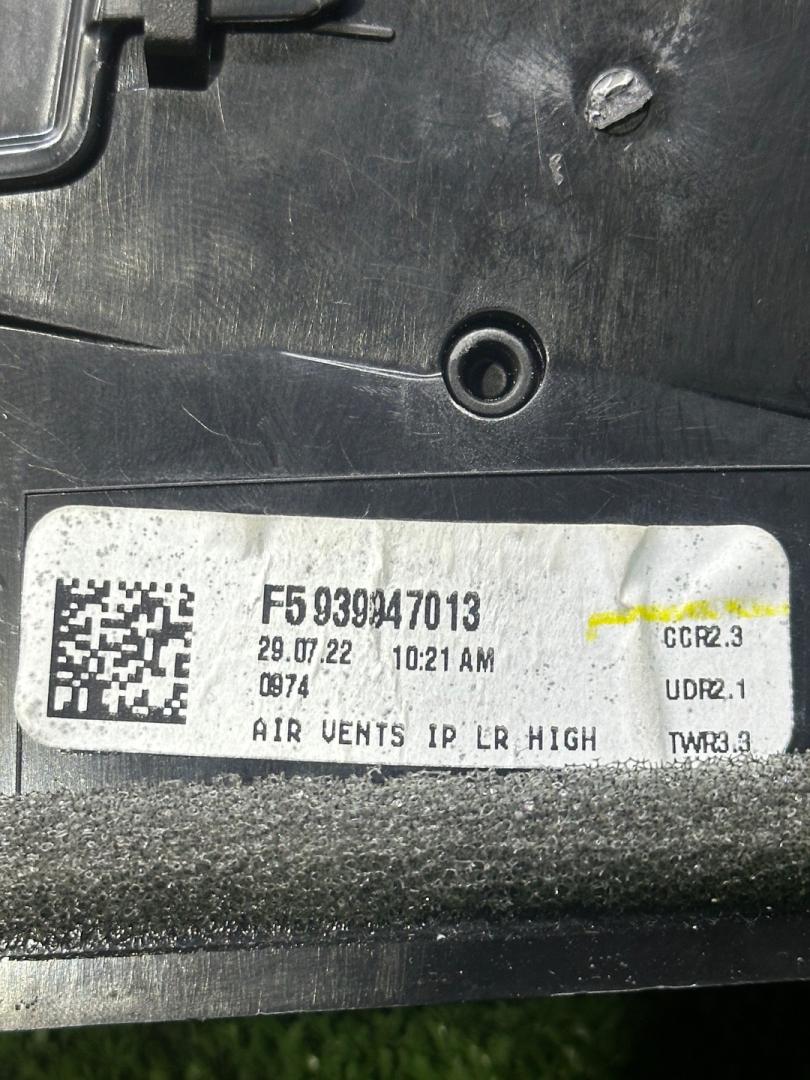 F5 939947013
29.07.22 10:21 AM
0974
AIR VENTS IP LR HIGH
CCR2.3
UDR2.1
TWR3.3